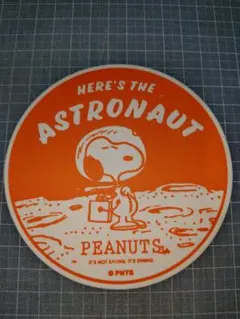 HERE'S THE
ASTRONAUT
PEANUTS
IT'S NOT EATING, IT'S DINING
© PNTS